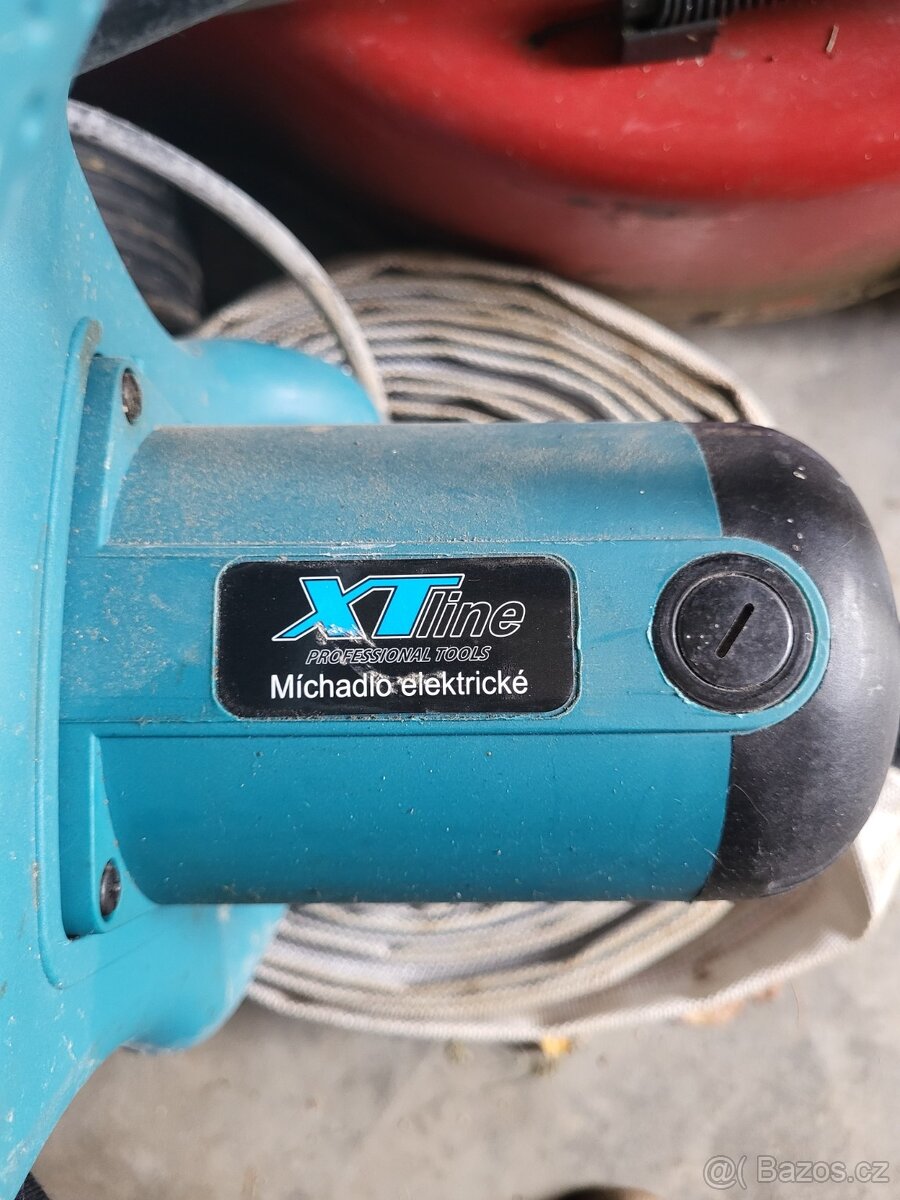 XTline
PROFESSIONAL TOOLS
Míchadlo elektrické
@( Bazos.cz